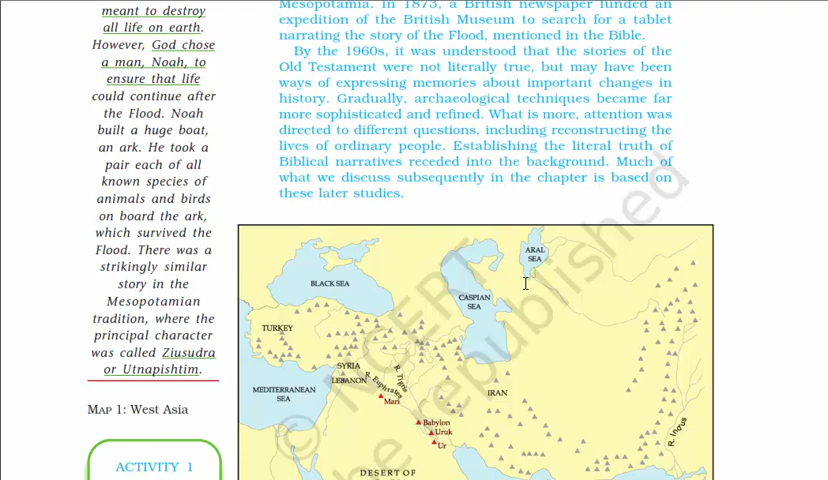 meant to destroy
all life on earth.
However, God chose
a man, Noah, to
ensure that life
could continue after
the Flood. Noah
built a huge boat,
an ark. He took a
pair each of all
known species of
animals and birds
on board the ark,
which survived the
Flood. There was a
strikingly similar
story in the
Mesopotamian
tradition, where the
principal character
was called Ziusudra
or Utnapishtim.
MAP 1: West Asia
ACTIVITY 1
Mesopotamia. In 1873, a British newspaper funded an
expedition of the British Museum to search for a tablet
narrating the story of the Flood, mentioned in the Bible.
By the 1960s, it was understood that the stories of the
Old Testament were not literally true, but may have been
ways of expressing memories about important changes in
history. Gradually, archaeological techniques became far
more sophisticated and refined. What is more, attention was
directed to different questions, including reconstructing the
lives of ordinary people. Establishing the literal truth of
Biblical narratives receded into the background. Much of
what we discuss subsequently in the chapter is based on
these later studies.
ARAL
SEA
BLACK SEA
CASPIAN
SEA
TURKEY
SYRIA
LEBANON
R. Euphrates
R. Tigris
MEDITERRANEAN
SEA
IRAN
Mari
Babylon
Uruk
Ur
R. Indus
DESERT OF
© NCERT
be republished